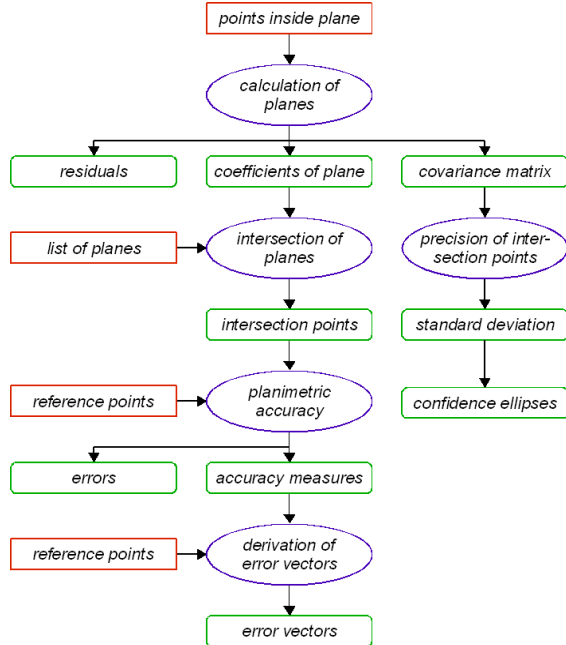 points inside plane
calculation of
planes
residuals
coefficients of plane
covariance matrix
list of planes
intersection of
planes
precision of inter-
section points
intersection points
standard deviation
reference points
planimetric
accuracy
confidence ellipses
errors
accuracy measures
reference points
derivation of
error vectors
error vectors